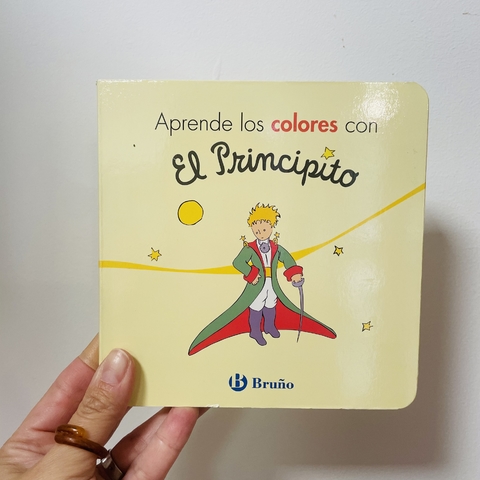 Aprende los colores con
El Principito
B Bruño